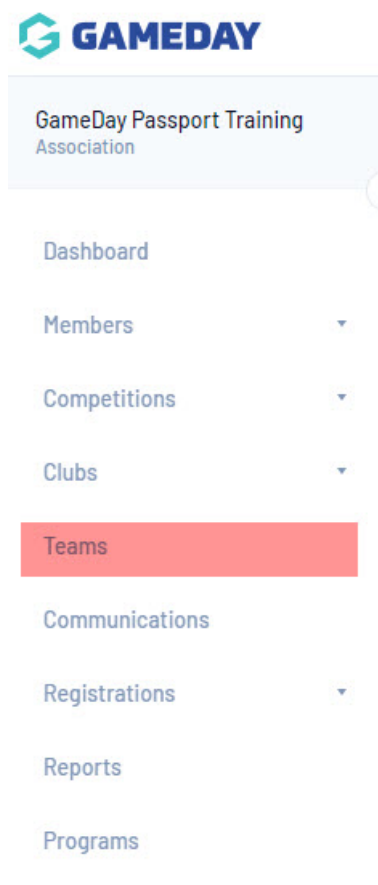 GAMEDAY
GameDay Passport Training
Association
Dashboard
Members
Competitions
Clubs
Teams
Communications
Registrations
Reports
Programs